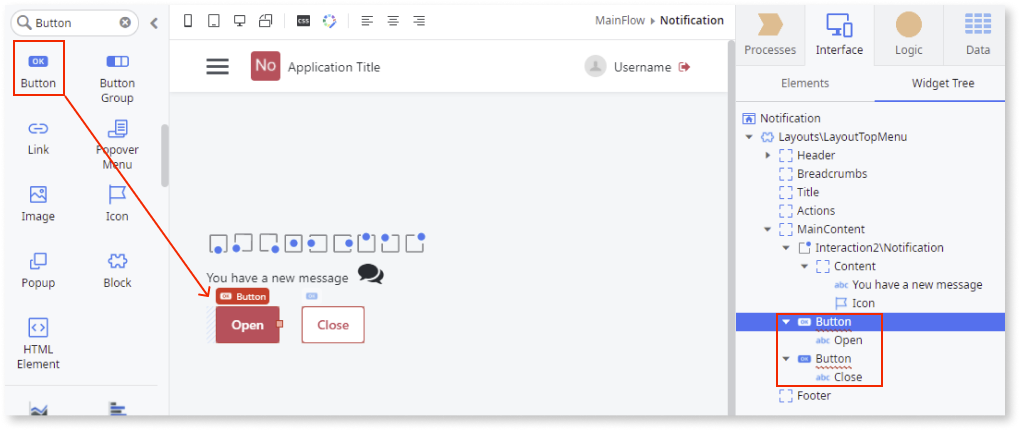 Button
OK
Button
Button
Group
Link
Popover
Menu
Image
Icon
Popup
Block
HTML
Element
CSS
MainFlow Notification
No Application Title
Username
You have a new message
OK Button
OK
Open
Close
Processes
Interface
Logic
Data
Elements
Widget Tree
Notification
Layouts\LayoutTopMenu
Header
Breadcrumbs
Title
Actions
MainContent
Interaction2\Notification
Content
abc You have a new message
Icon
OK Button
abc Open
OK Button
abc Close
Footer